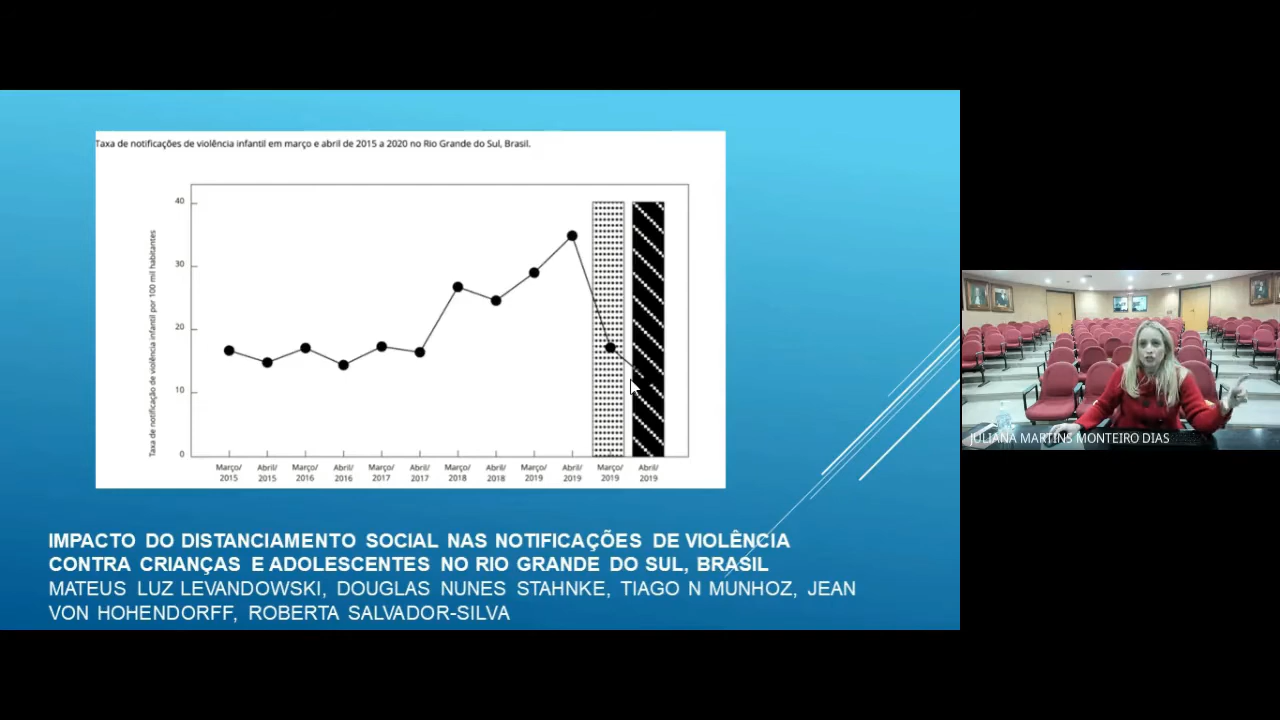 Taxa de notificações de violência infantil em março e abril de 2015 a 2020 no Rio Grande do Sul, Brasil.
Taxa de notificação de violência infantil por 100 mil habitantes
40
30
20
10
0
Março/ Abril/ Março/ Abril/ Março/ Abril/ Março/ Abril/ Março/ Abril/ Março/ Abril/
2015 2015 2016 2016 2017 2017 2018 2018 2019 2019 2019 2019
IMPACTO DO DISTANCIAMENTO SOCIAL NAS NOTIFICAÇÕES DE VIOLÊNCIA
CONTRA CRIANÇAS E ADOLESCENTES NO RIO GRANDE DO SUL, BRASIL
MATEUS LUZ LEVANDOWSKI, DOUGLAS NUNES STAHNKE, TIAGO N MUNHOZ, JEAN
VON HOHENDORFF, ROBERTA SALVADOR-SILVA
JULIANA MARTINS MONTEIRO DIAS